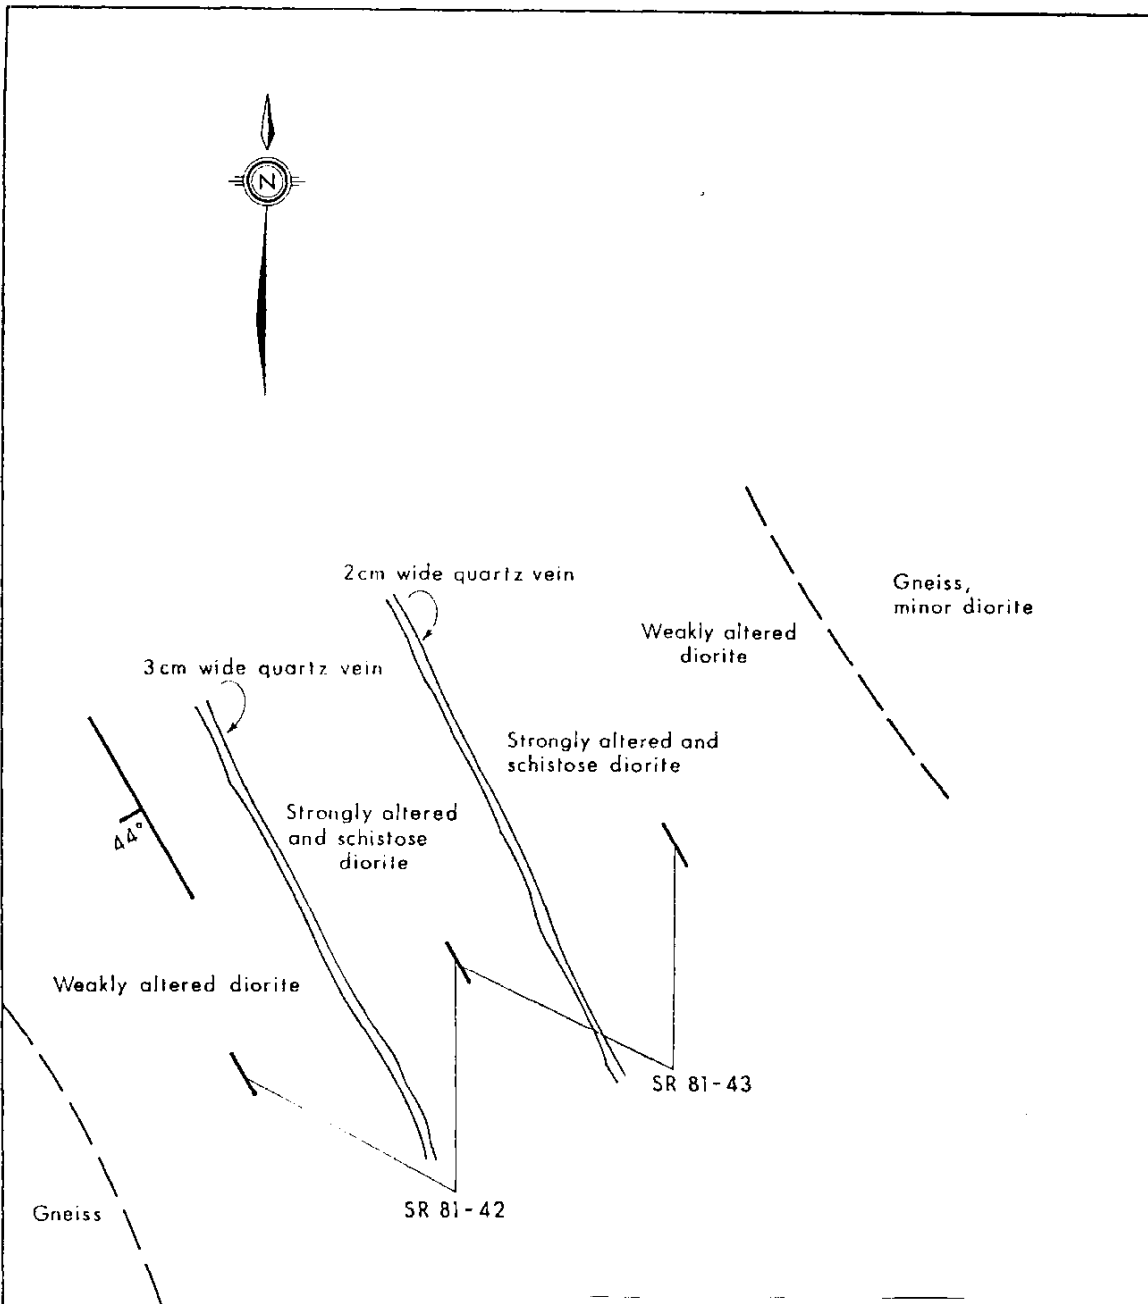 N
2cm wide quartz vein
Gneiss,
minor diorite
Weakly altered
diorite
3cm wide quartz vein
Strongly altered and
schistose diorite
Strongly altered
and schistose
diorite
44°
Weakly altered diorite
SR 81-43
SR 81-42
Gneiss